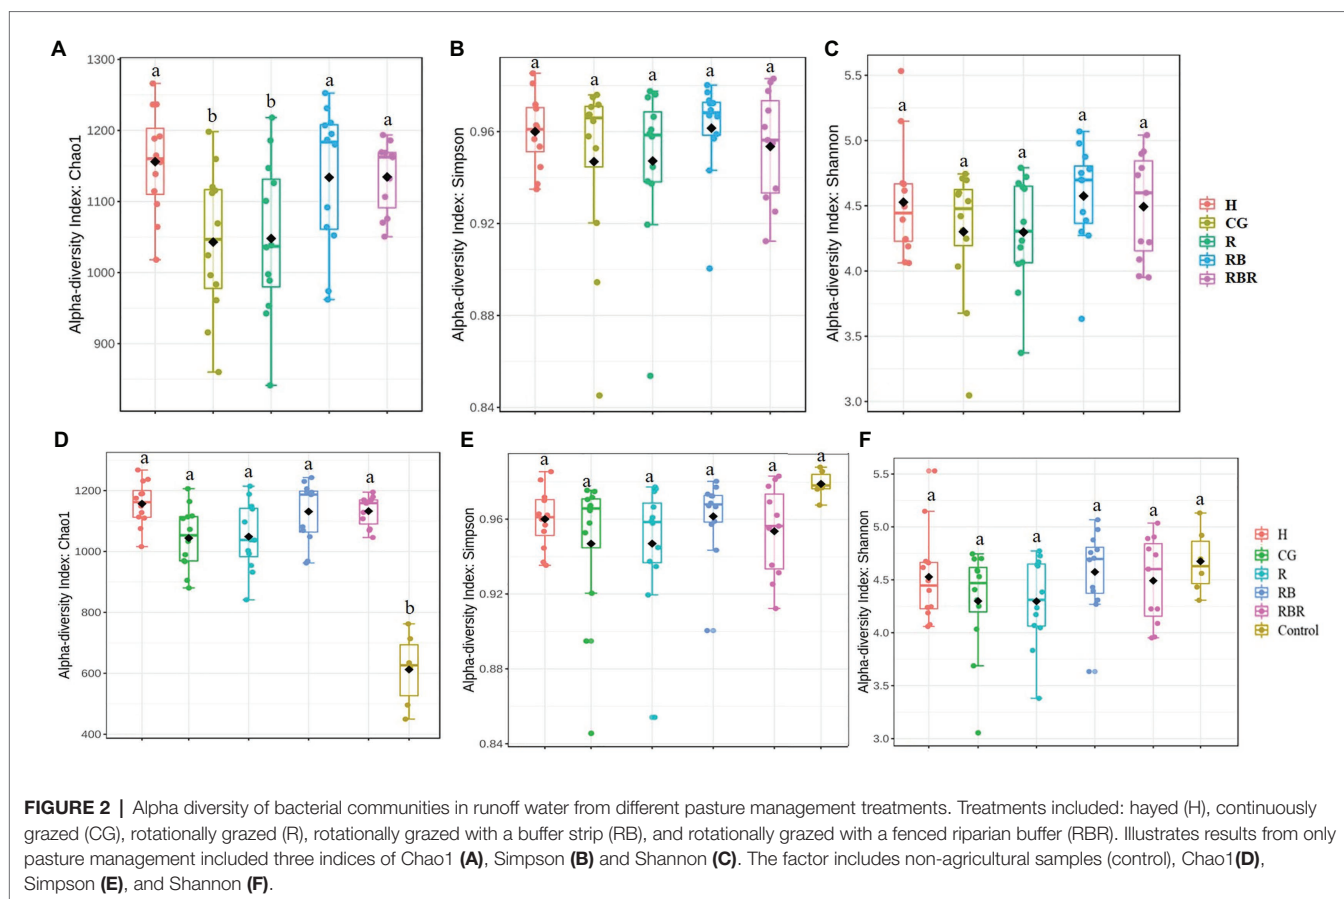 A
B
C
1300
1200
1100
1000
900
Alpha-diversity Index: Chao1
a
b
b
a
a
0.96
0.92
0.88
0.84
Alpha-diversity Index: Simpson
a
a
a
a
a
5.5
5.0
4.5
4.0
3.5
3.0
Alpha-diversity Index: Shannon
a
a
a
a
a
H
CG
R
RB
RBR
D
E
F
1200
1000
800
600
400
Alpha-diversity Index: Chao1
a
a
a
a
a
b
0.96
0.92
0.88
0.84
Alpha-diversity Index: Simpson
a
a
a
a
a
a
5.5
5.0
4.5
4.0
3.5
3.0
Alpha-diversity Index: Shannon
a
a
a
a
a
a
H
CG
R
RB
RBR
Control
FIGURE 2 | Alpha diversity of bacterial communities in runoff water from different pasture management treatments. Treatments included: hayed (H), continuously
grazed (CG), rotationally grazed (R), rotationally grazed with a buffer strip (RB), and rotationally grazed with a fenced riparian buffer (RBR). Illustrates results from only
pasture management included three indices of Chao1 (A), Simpson (B) and Shannon (C). The factor includes non-agricultural samples (control), Chao1(D),
Simpson (E), and Shannon (F).